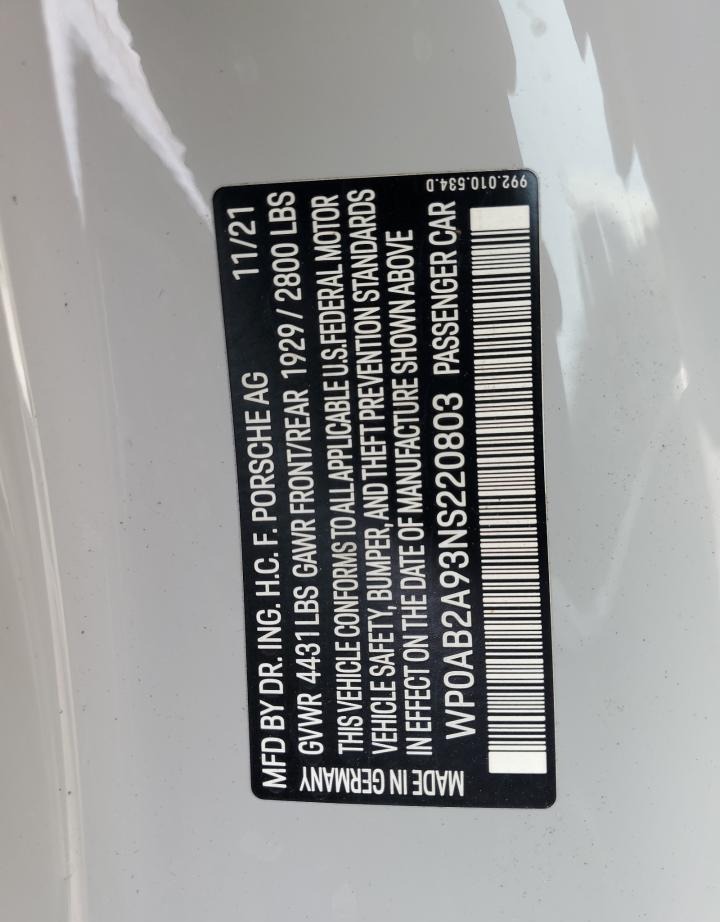 MFD BY DR. ING. H.C. F. PORSCHE AG 11/21
GVWR 4431 LBS GAWR FRONT/REAR 1929 / 2800 LBS
THIS VEHICLE CONFORMS TO ALL APPLICABLE U.S. FEDERAL MOTOR
VEHICLE SAFETY, BUMPER, AND THEFT PREVENTION STANDARDS
IN EFFECT ON THE DATE OF MANUFACTURE SHOWN ABOVE
WP0AB2A93NS220803 PASSENGER CAR
MADE IN GERMANY
992.010.534.D